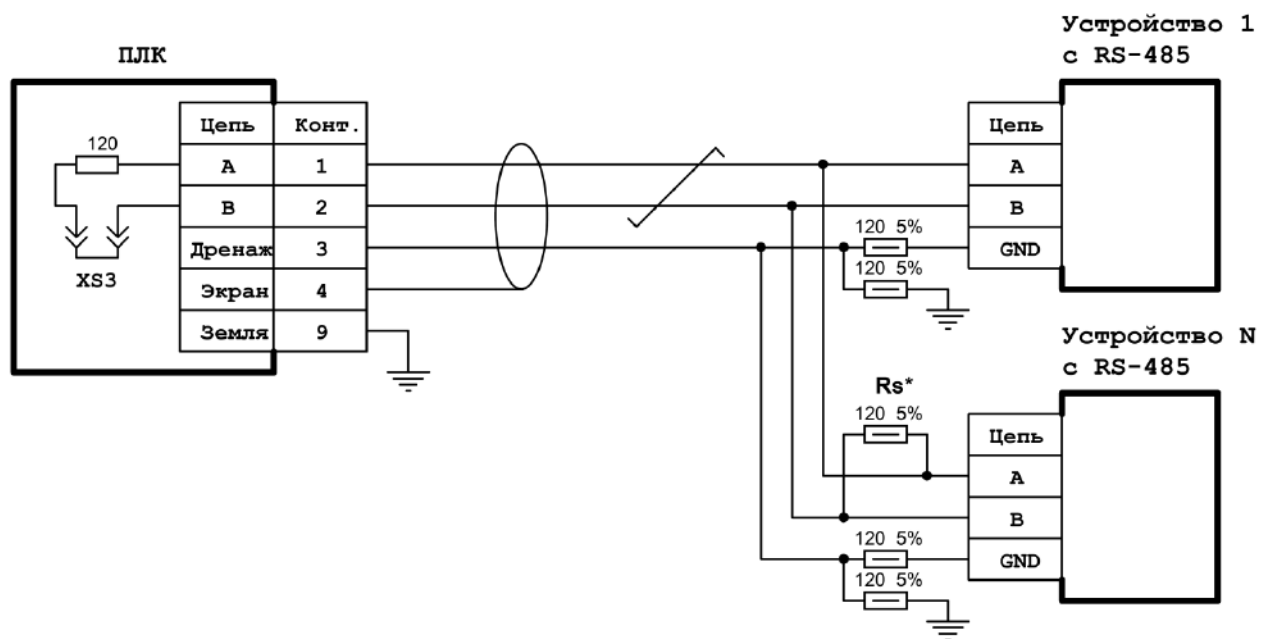 Устройство 1
с RS-485
ПЛК
120
Цепь Конт.
А 1
В 2
Дренаж 3
Экран 4
Земля 9
XS3
Цепь
А
В
GND
120 5%
120 5%
Устройство N
с RS-485
Rs*
120 5%
Цепь
А
В
GND
120 5%
120 5%